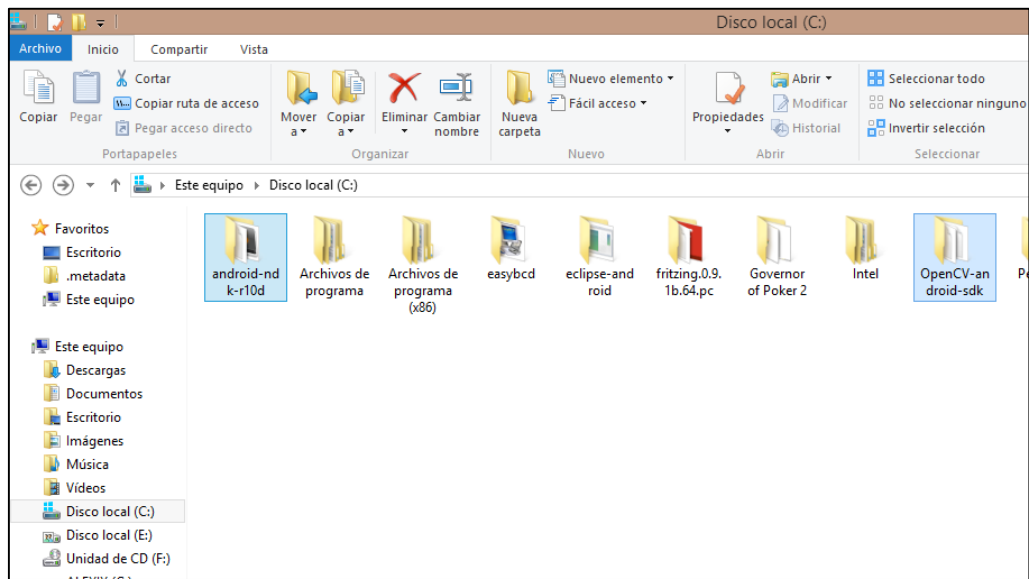 Disco local (C:)
Archivo Inicio Compartir Vista
Copiar
Pegar
Cortar
Copiar ruta de acceso
Pegar acceso directo
Portapapeles
Mover
a
Copiar
a
Eliminar
Cambiar
nombre
Organizar
Nueva
carpeta
Nuevo elemento
Fácil acceso
Nuevo
Propiedades
Abrir
Modificar
Historial
Abrir
Seleccionar todo
No seleccionar ninguno
Invertir selección
Seleccionar
Este equipo Disco local (C:)
Favoritos
Escritorio
.metadata
Este equipo
Este equipo
Descargas
Documentos
Escritorio
Imágenes
Música
Vídeos
Disco local (C:)
Disco local (E:)
Unidad de CD (F:)
android-nd
k-r10d
Archivos de
programa
Archivos de
programa
(x86)
easybcd
eclipse-and
roid
fritzing.0.9.
1b.64.pc
Governor
of Poker 2
Intel
OpenCV-an
droid-sdk